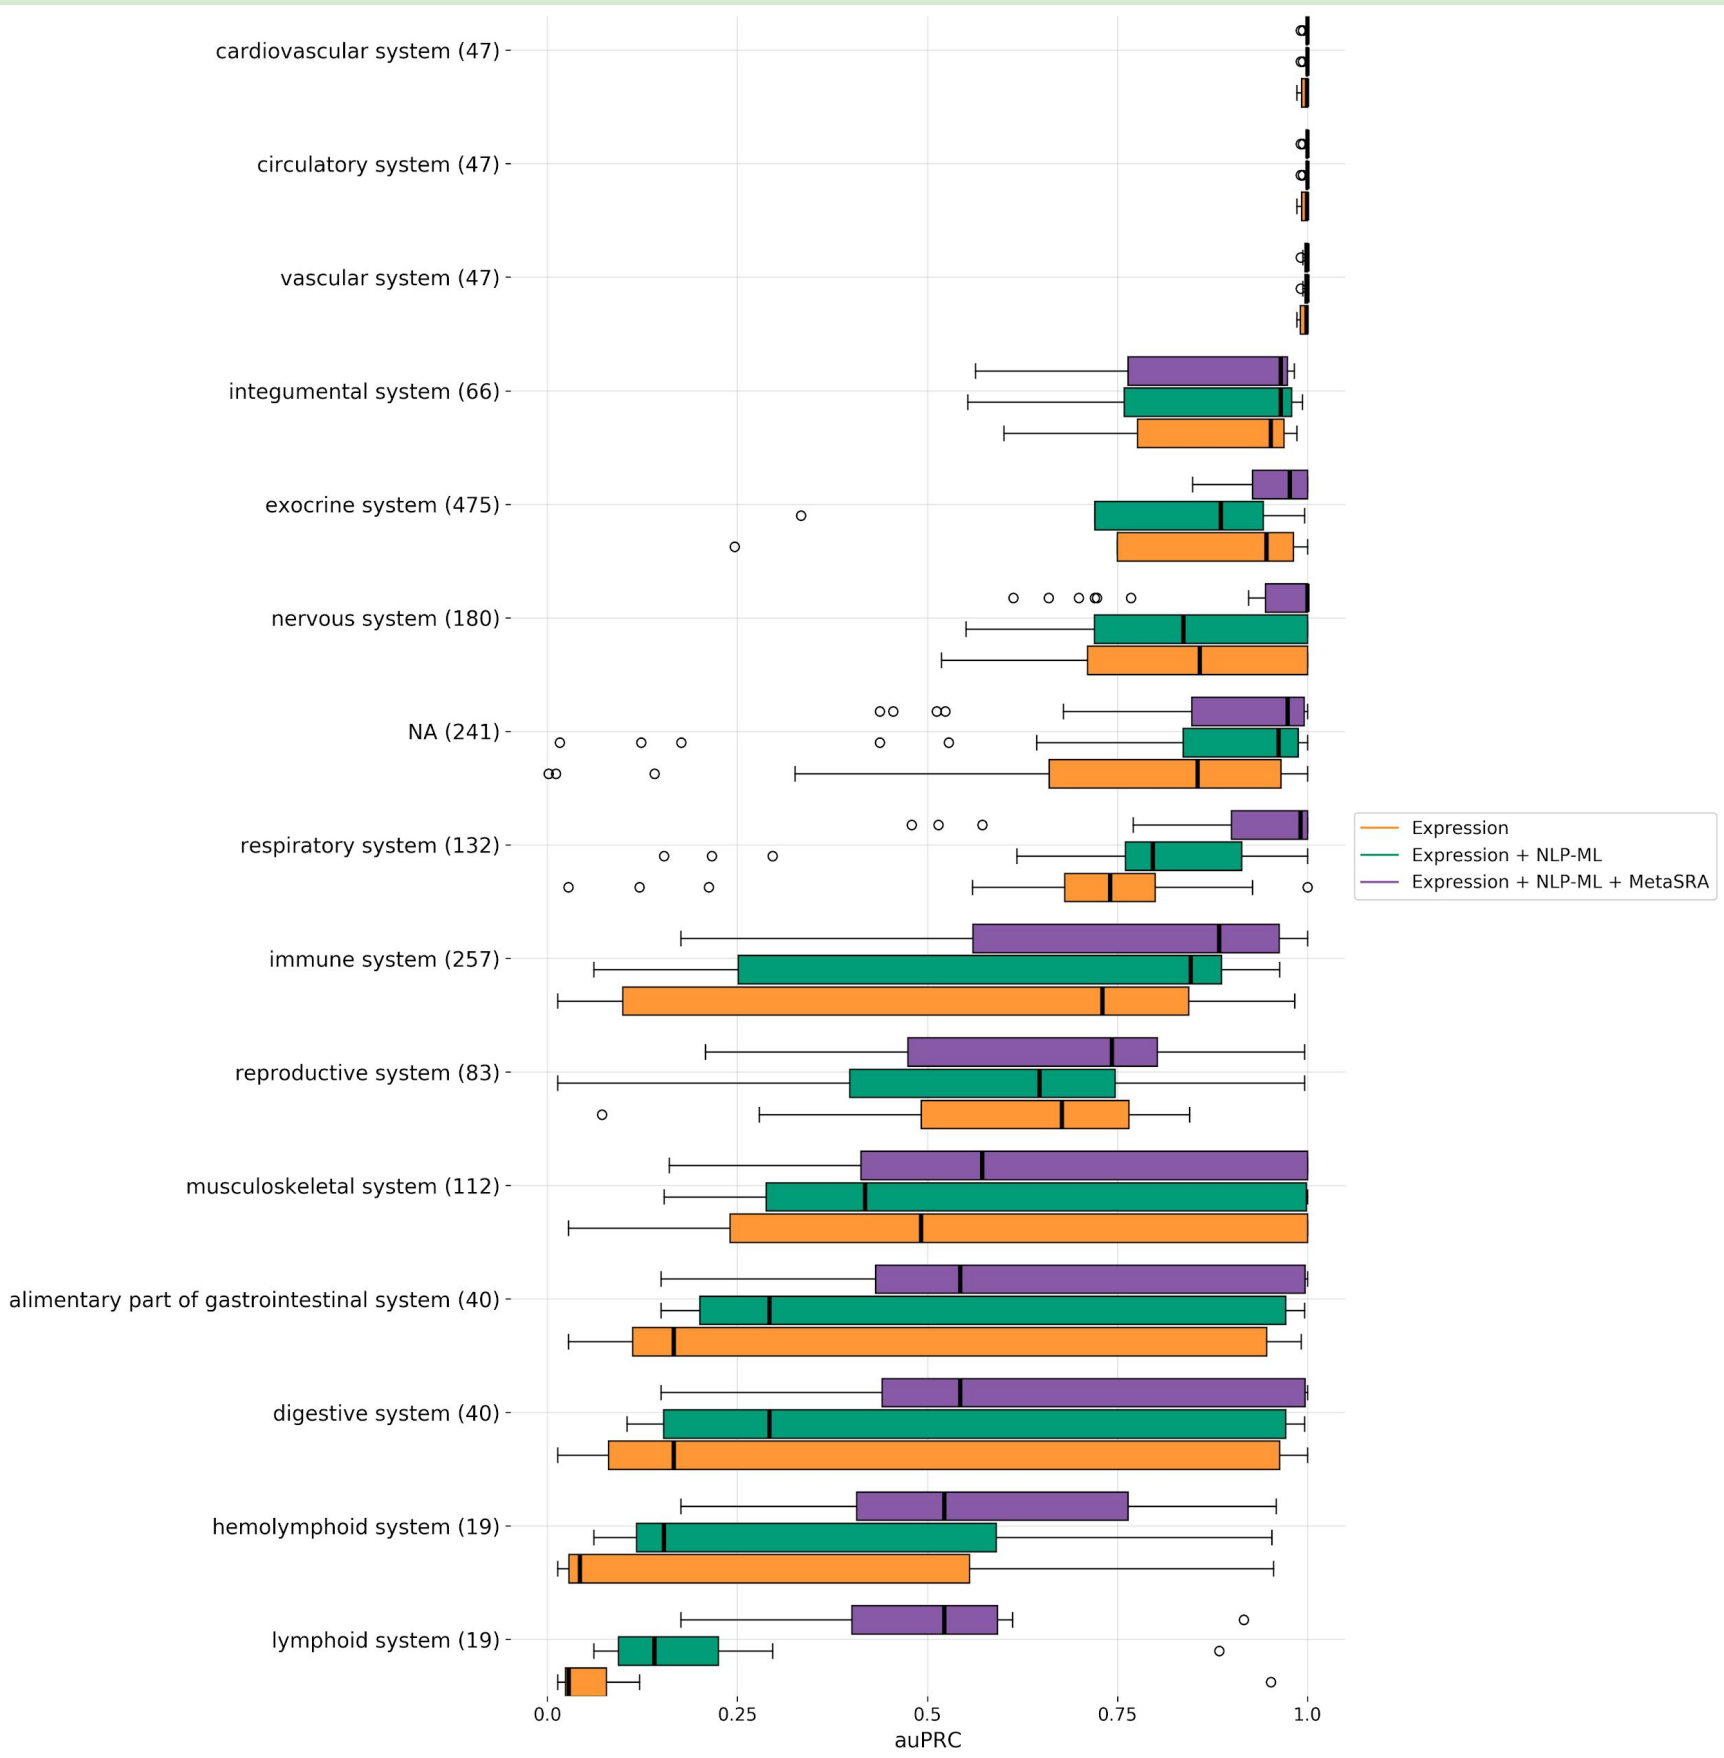 cardiovascular system (47)
circulatory system (47)
vascular system (47)
integumental system (66)
exocrine system (475)
nervous system (180)
NA (241)
respiratory system (132)
immune system (257)
reproductive system (83)
musculoskeletal system (112)
alimentary part of gastrointestinal system (40)
digestive system (40)
hemolymphoid system (19)
lymphoid system (19)
0.0 0.25 0.5 0.75 1.0
auPRC
Expression
Expression + NLP-ML
Expression + NLP-ML + MetaSRA